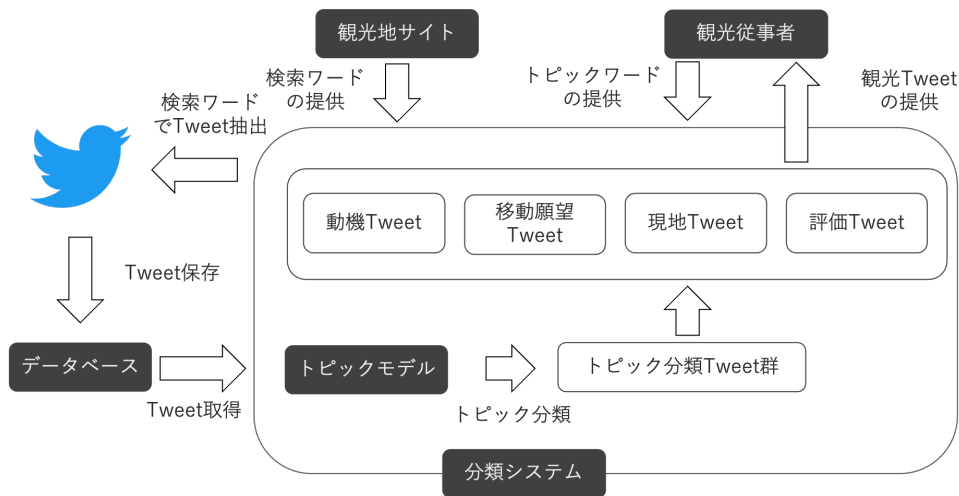 観光地サイト
観光従事者
検索ワード
の提供
トピックワード
の提供
観光Tweet
の提供
検索ワード
でTweet抽出
動機Tweet
移動願望
Tweet
現地Tweet
評価Tweet
Tweet保存
データベース
トピックモデル
トピック分類Tweet群
Tweet取得
トピック分類
分類システム